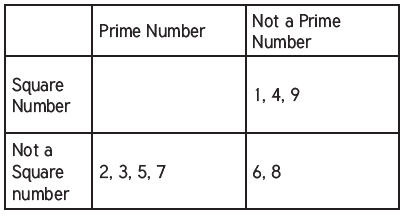 Prime Number
Not a Prime
Number
Square
Number
1, 4, 9
Not a
Square
number
2, 3, 5, 7
6, 8